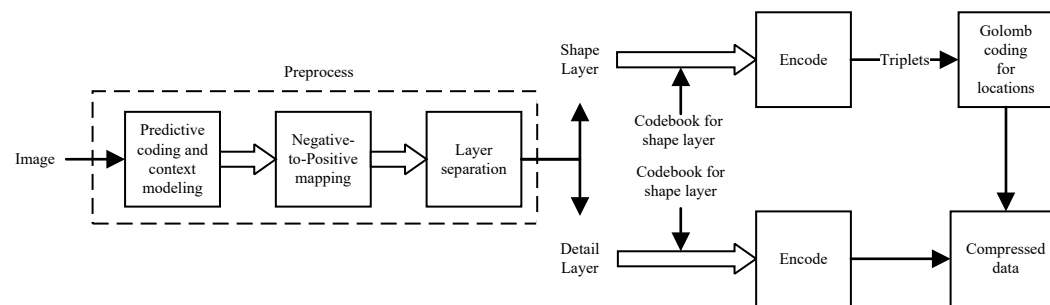 Preprocess
Image
Predictive
coding and
context
modeling
Negative-
to-Positive
mapping
Layer
separation
Shape
Layer
Codebook for
shape layer
Encode
Triplets
Golomb
coding
for
locations
Codebook for
shape layer
Detail
Layer
Encode
Compressed
data